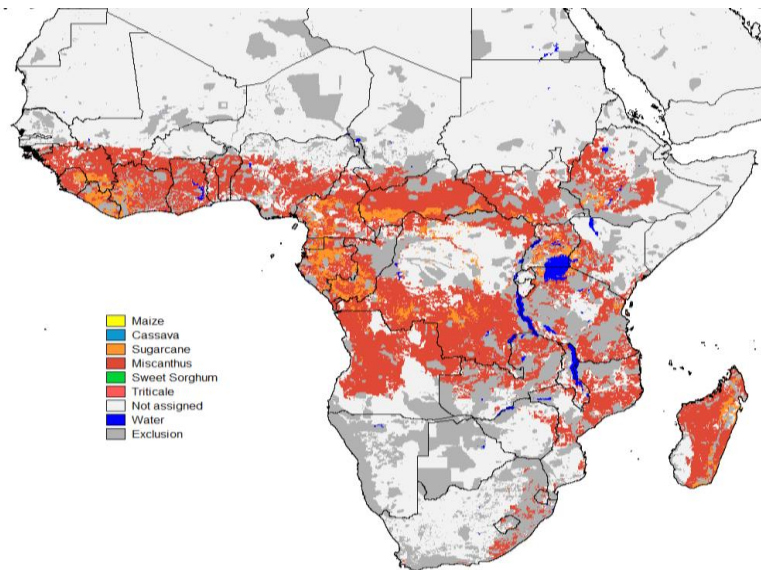 Maize
Cassava
Sugarcane
Miscanthus
Sweet Sorghum
Triticale
Not assigned
Water
Exclusion